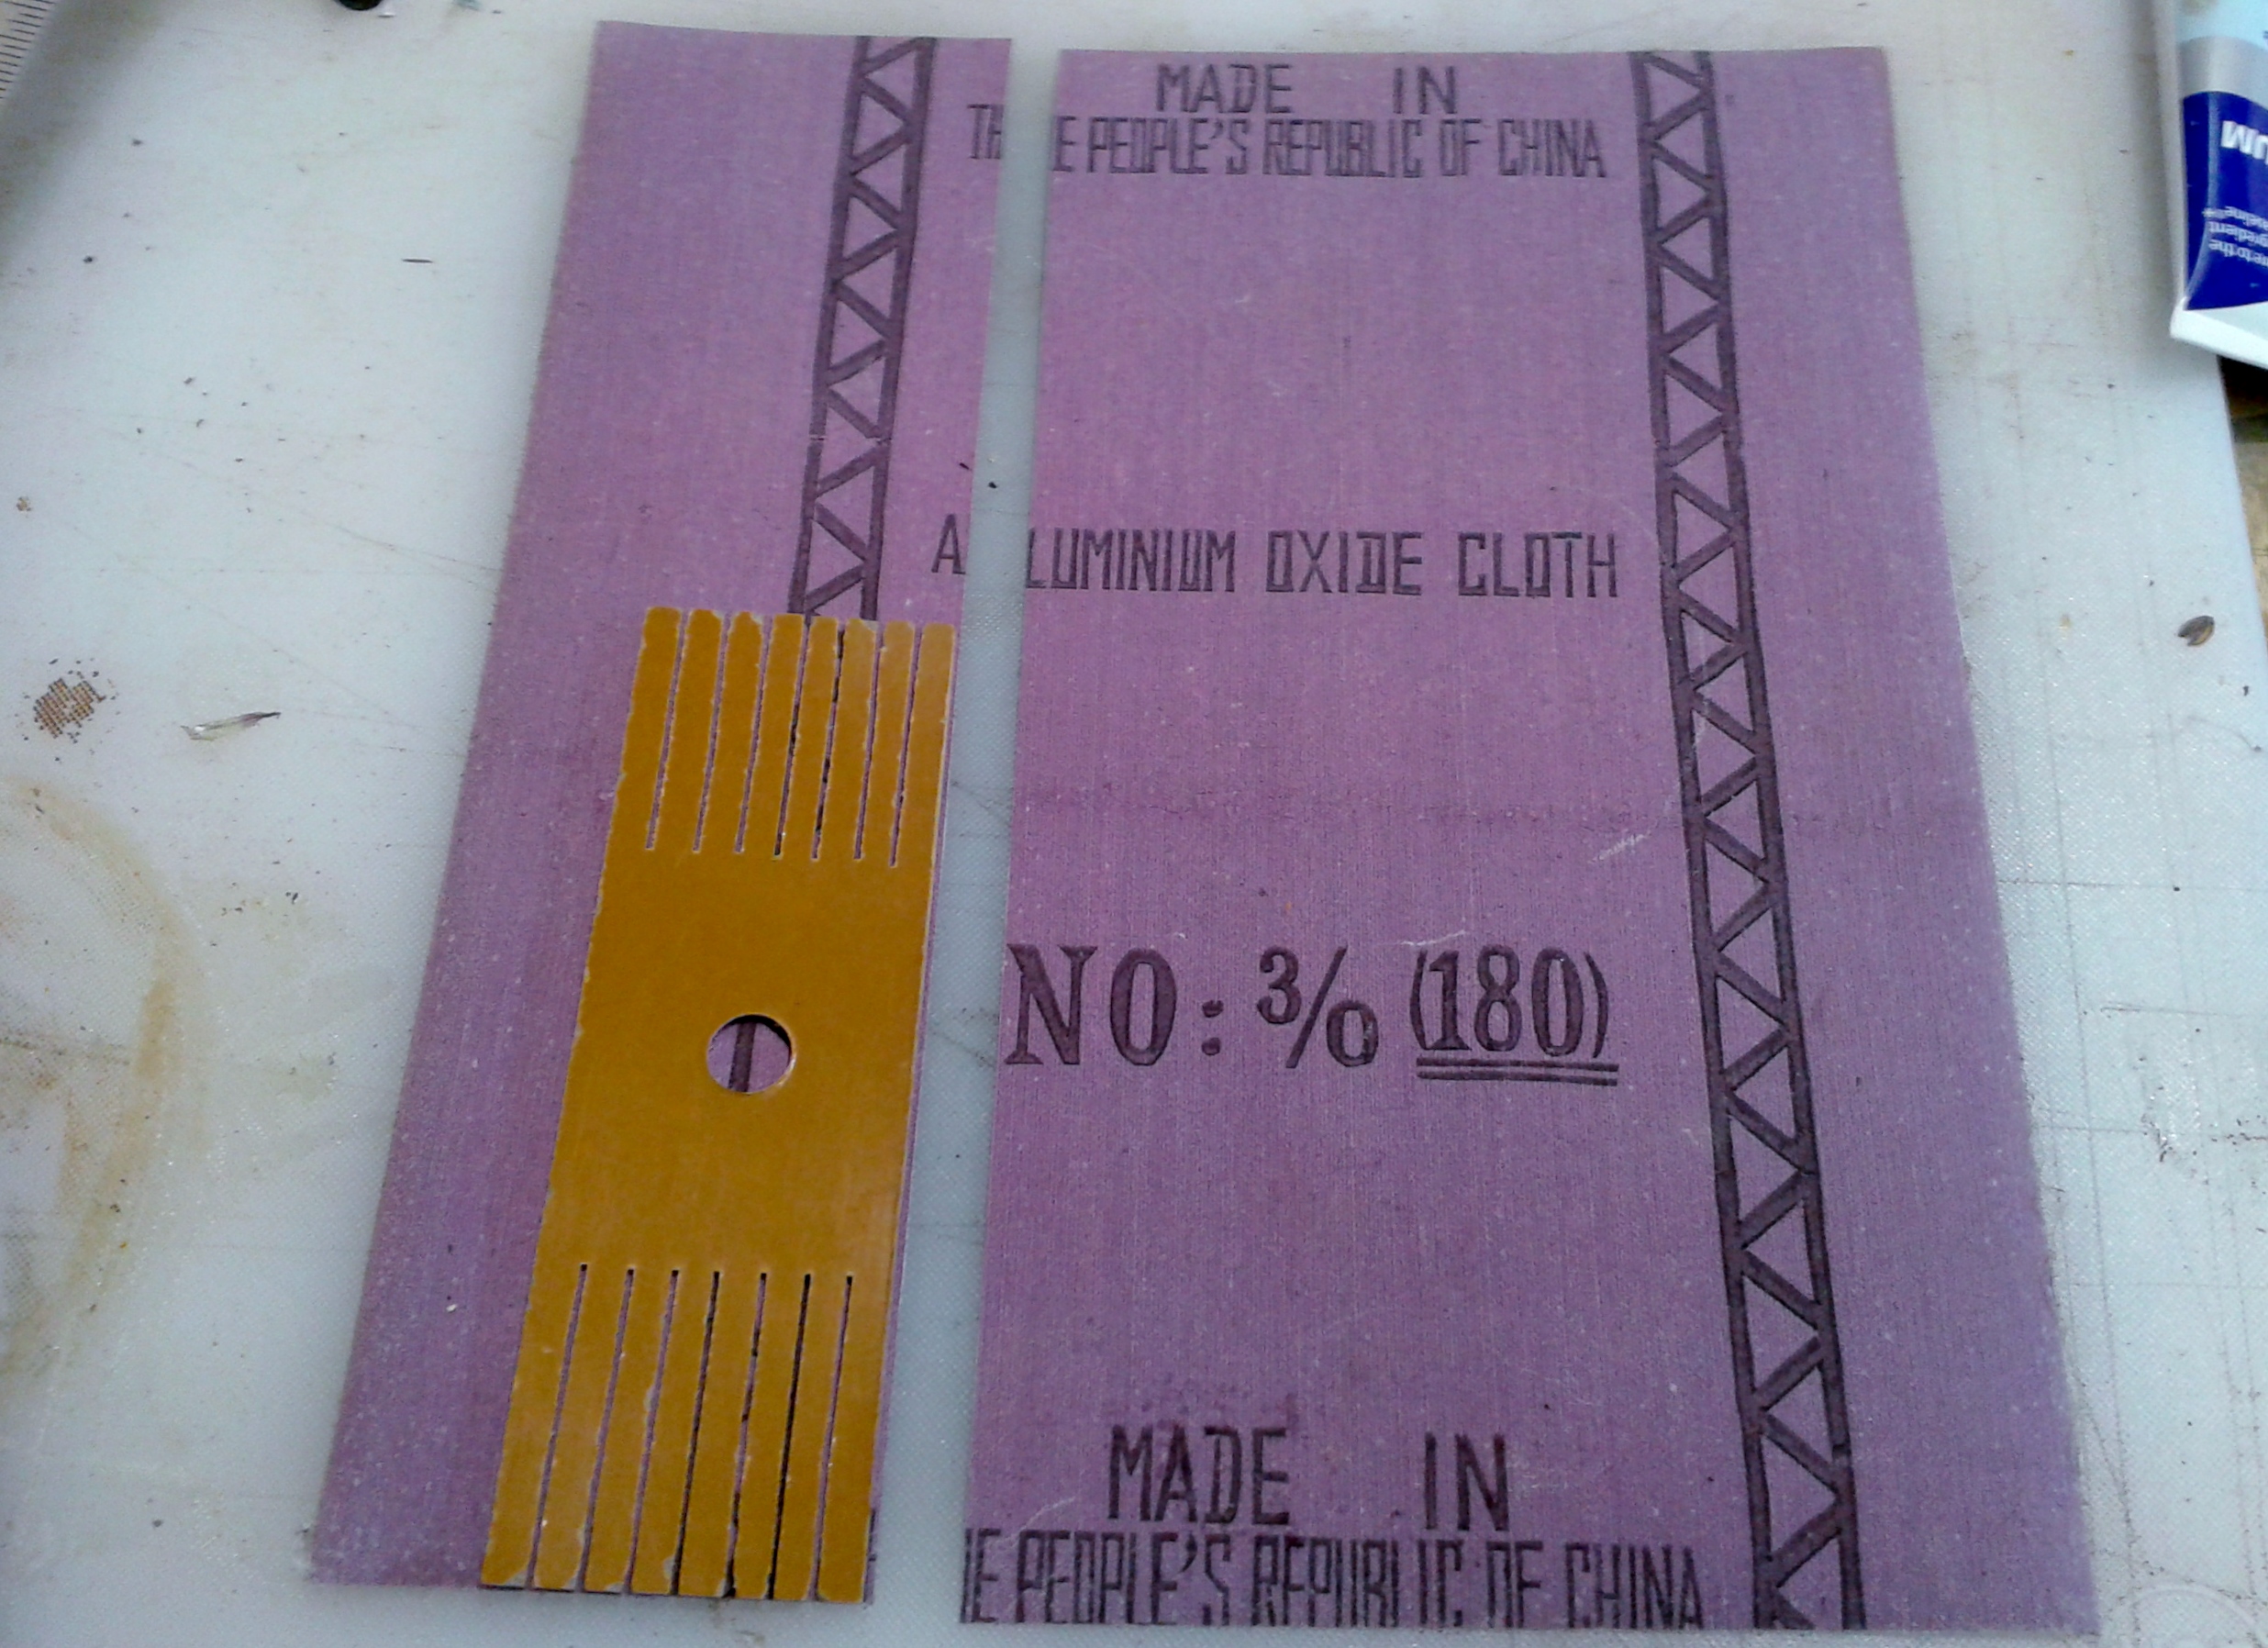 MADE IN
THE PEOPLE'S REPUBLIC OF CHINA
ALUMINIUM OXIDE CLOTH
NO: 3/0 (180)
MADE IN
E PEOPLE'S REPUBLIC OF CHINA